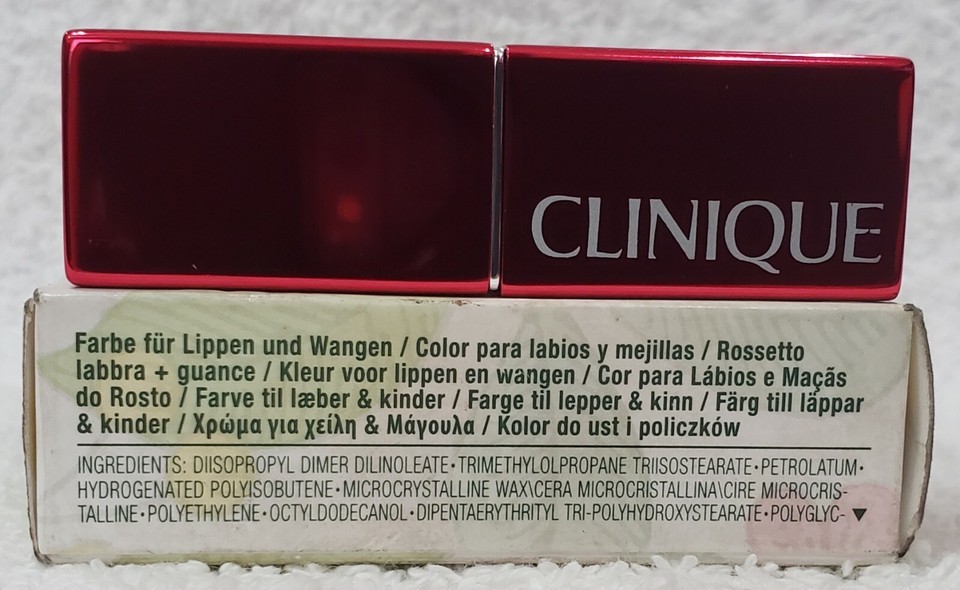 CLINIQUE
Farbe für Lippen und Wangen / Color para labios y mejillas / Rossetto
labbra + guance / Kleur voor lippen en wangen / Cor para Lábios e Maçãs
do Rosto / Farve til læber & kinder / Farge til lepper & kinn / Färg till läppar
& kinder / Χρώμα για χείλη & Μάγουλα / Kolor do ust i policzków
INGREDIENTS: DIISOPROPYL DIMER DILINOLEATE•TRIMETHYLOLPROPANE TRIISOSTEARATE•PETROLATUM•
HYDROGENATED POLYISOBUTENE•MICROCRYSTALLINE WAX\CERA MICROCRISTALLINA\CIRE MICROCRIS-
TALLINE•POLYETHYLENE•OCTYLDODECANOL•DIPENTAERYTHRITYL TRI-POLYHYDROXYSTEARATE•POLYGLYC- ▼